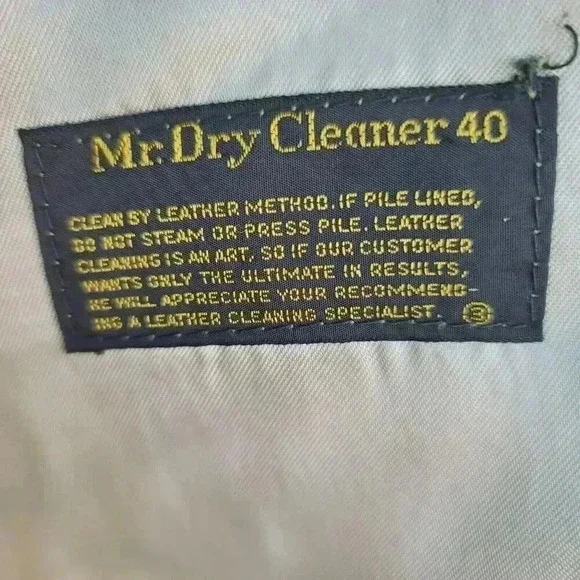 Mr. Dry Cleaner 40
CLEAN BY LEATHER METHOD. IF PILE LINED,
DO NOT STEAM OR PRESS PILE. LEATHER
CLEANING IS AN ART, SO IF OUR CUSTOMER
WANTS ONLY THE ULTIMATE IN RESULTS,
HE WILL APPRECIATE YOUR RECOMMEND-
ING A LEATHER CLEANING SPECIALIST. 3